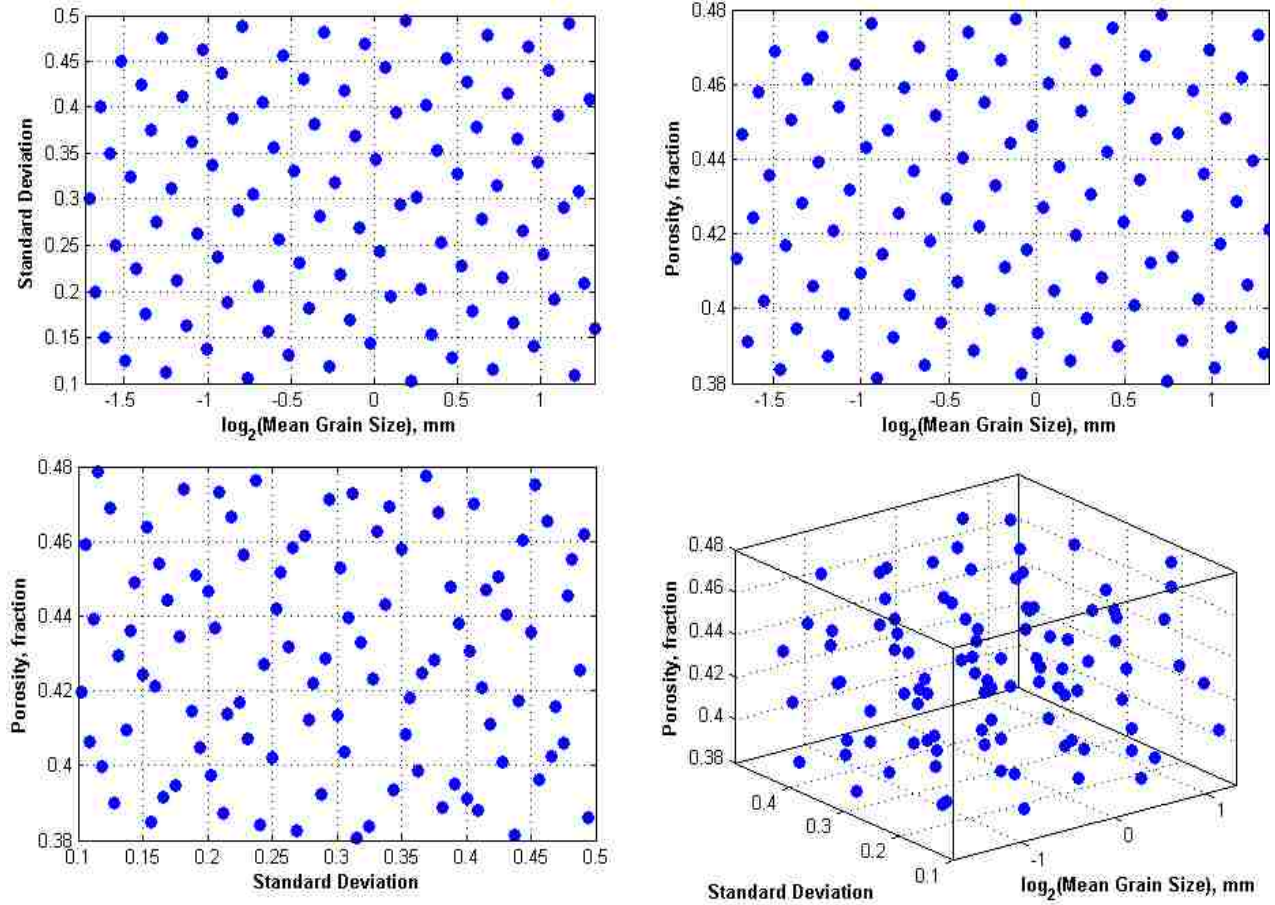 0.5
0.45
0.4
0.35
0.3
0.25
0.2
0.15
0.1
Standard Deviation
-1.5 -1 -0.5 0 0.5 1
log2(Mean Grain Size), mm
0.48
0.46
0.44
0.42
0.4
0.38
Porosity, fraction
-1.5 -1 -0.5 0 0.5 1
log2(Mean Grain Size), mm
0.48
0.46
0.44
0.42
0.4
0.38
Porosity, fraction
0.1 0.15 0.2 0.25 0.3 0.35 0.4 0.45 0.5
Standard Deviation
0.48
0.46
0.44
0.42
0.4
0.38
Porosity, fraction
0.4
0.3
0.2
0.1
Standard Deviation
-1
0
1
log2(Mean Grain Size), mm